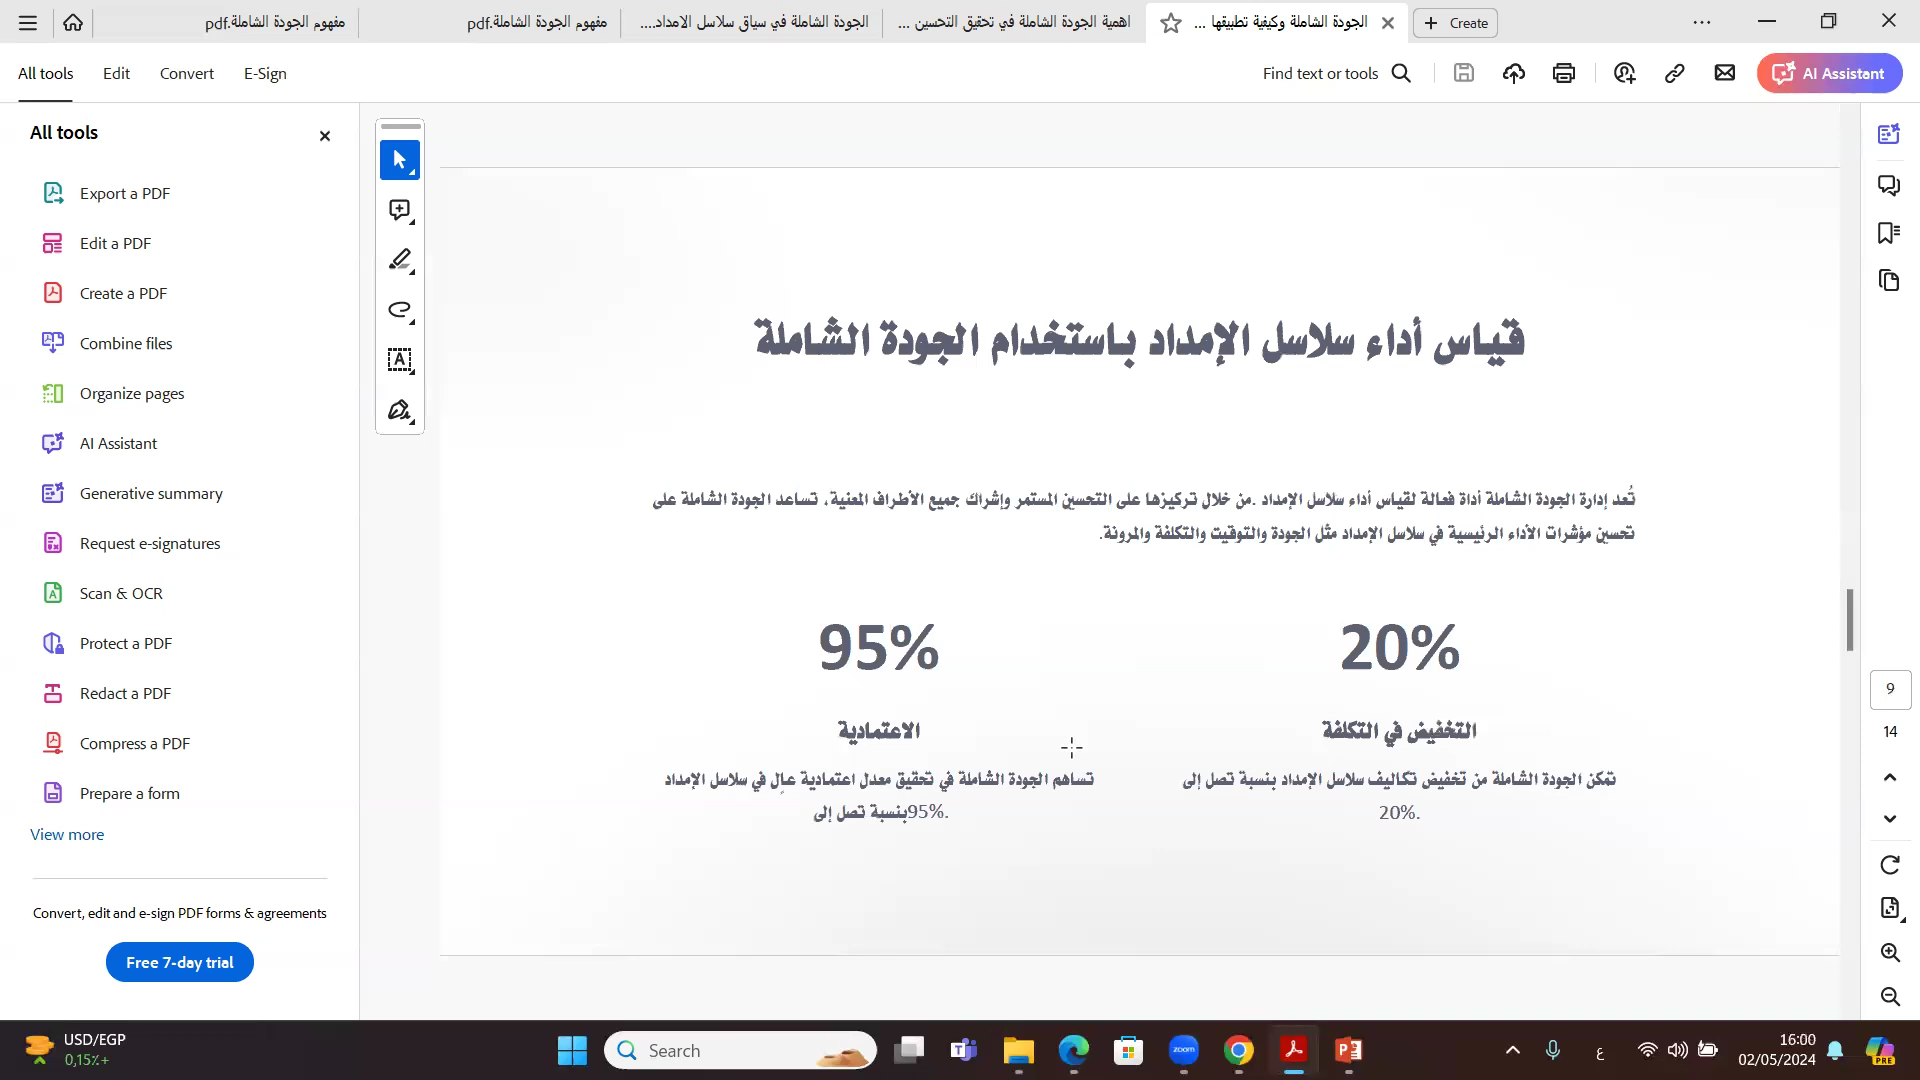 مفهوم الجودة الشاملة.pdf
مفهوم الجودة الشاملة.pdf
الجودة الشاملة في سياق سلاسل الامداد....
اهمية الجودة الشاملة في تحقيق التحسين ...
الجودة الشاملة وكيفية تطبيقها ...
Create
All tools
Edit
Convert
E-Sign
Find text or tools
AI Assistant
All tools
Export a PDF
Edit a PDF
Create a PDF
Combine files
Organize pages
AI Assistant
Generative summary
Request e-signatures
Scan & OCR
Protect a PDF
Redact a PDF
Compress a PDF
Prepare a form
View more
Convert, edit and e-sign PDF forms & agreements
Free 7-day trial
قياس أداء سلاسل الإمداد باستخدام الجودة الشاملة
تُعد إدارة الجودة الشاملة أداة فعالة لقياس أداء سلاسل الإمداد .من خلال تركيزها على التحسين المستمر وإشراك جميع الأطراف المعنية، تساعد الجودة الشاملة على
تحسين مؤشرات الأداء الرئيسية في سلاسل الإمداد مثل الجودة والتوقيت والتكلفة والمرونة.
20%
التخفيض في التكلفة
تمكن الجودة الشاملة من تخفيض تكاليف سلاسل الإمداد بنسبة تصل إلى
20%.
95%
الاعتمادية
تساهم الجودة الشاملة في تحقيق معدل اعتمادية عالٍ في سلاسل الإمداد
بنسبة تصل إلى 95%.
9
14
USD/EGP
0,15٪+
Search
zoom
ع
16:00
02/05/2024
PRE